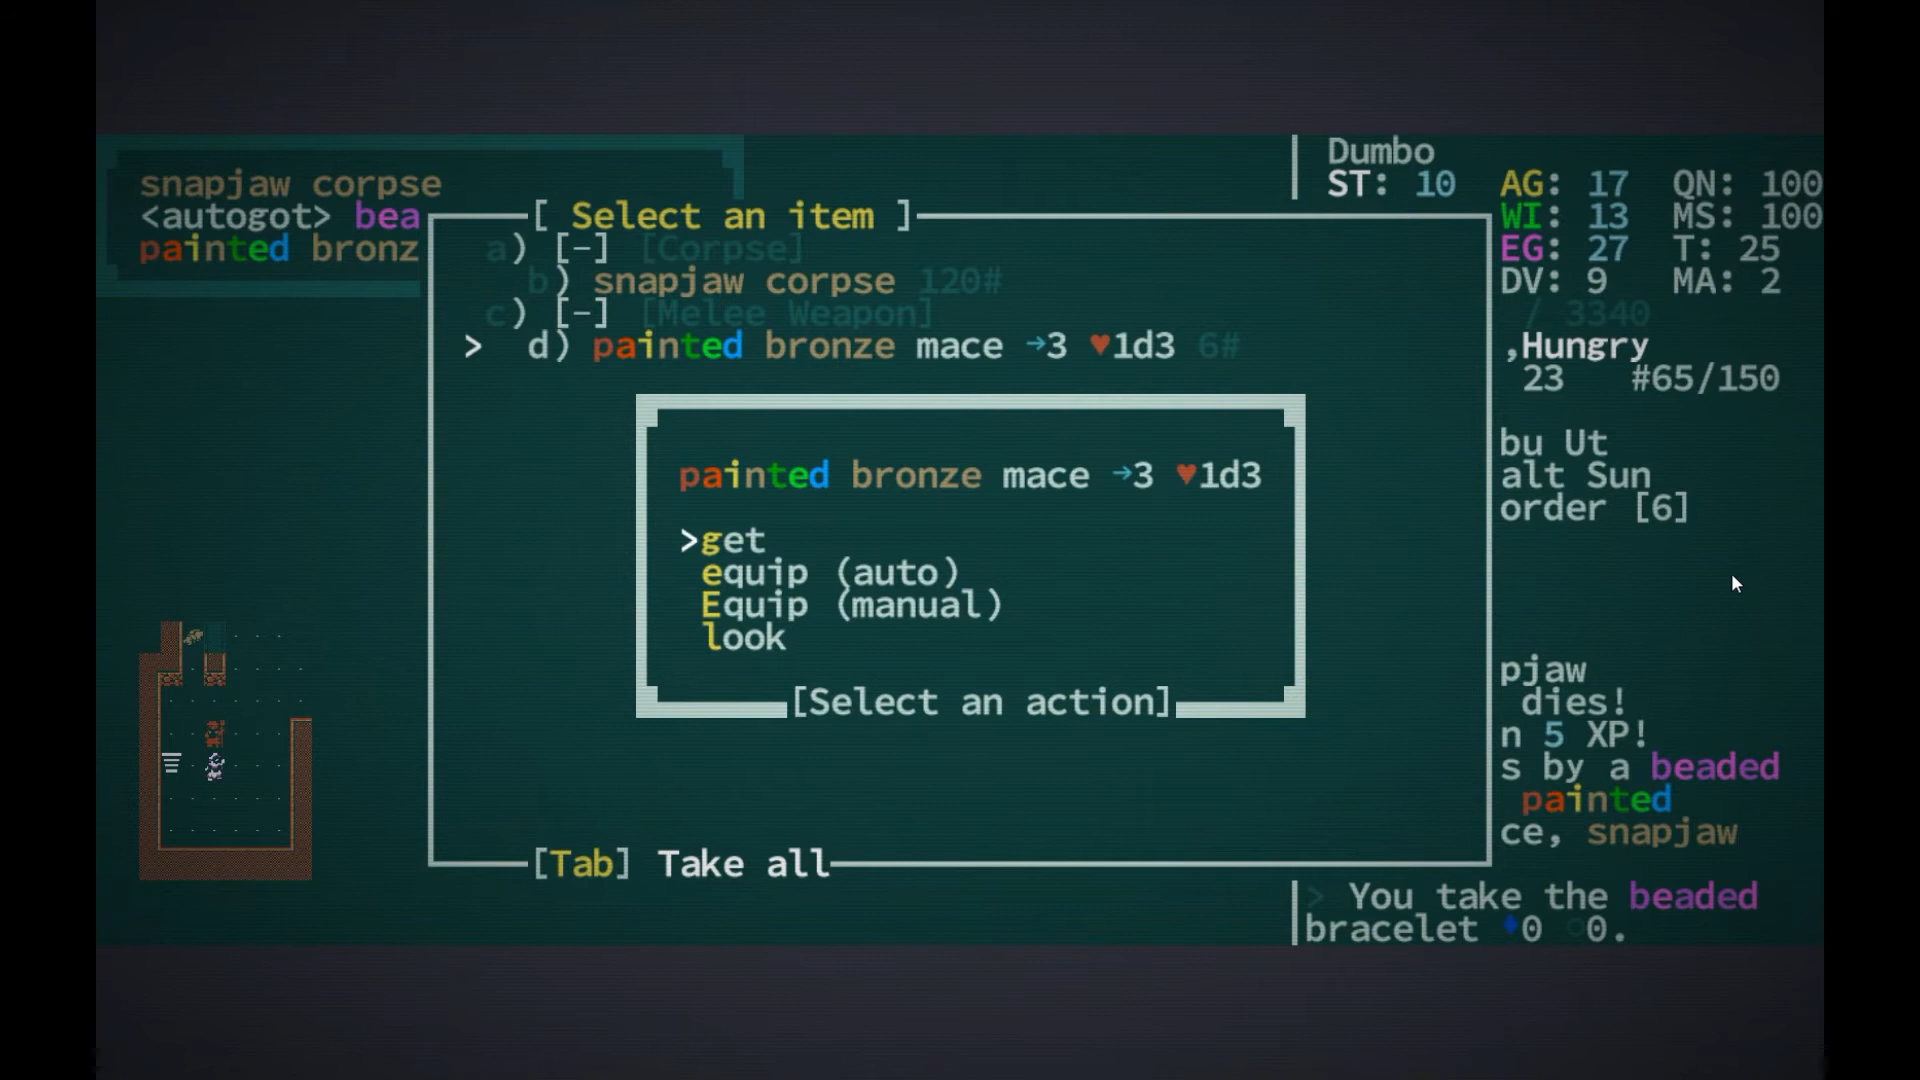 snapjaw corpse
<autogot> bea
painted bronz
[ Select an item ]
a) [-] [Corpse]
b) snapjaw corpse 120#
c) [-] [Melee Weapon]
> d) painted bronze mace →3 ♥1d3 6#
painted bronze mace →3 ♥1d3
>get
equip (auto)
Equip (manual)
look
[Select an action]
[Tab] Take all
Dumbo
ST: 10 AG: 17 QN: 100
WI: 13 MS: 100
EG: 27 T: 25
DV: 9 MA: 2
/ 3340
,Hungry
23 #65/150
bu Ut
alt Sun
order [6]
pjaw
dies!
n 5 XP!
s by a beaded
painted
ce, snapjaw
> You take the beaded
bracelet ♦0 ○0.